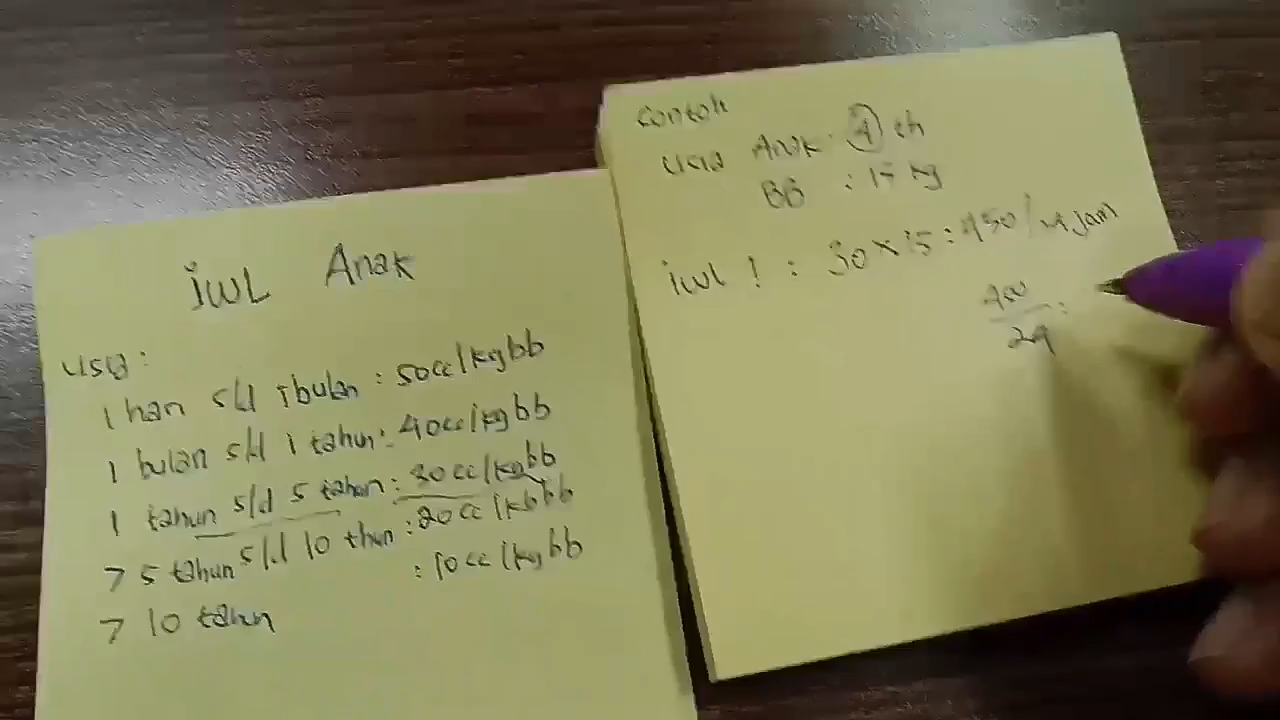 iwL Anak
usia:
1 hari s/d 1 bulan : 50cc/kgbb
1 bulan s/d 1 tahun : 40cc/kgbb
1 tahun s/d 5 tahun : 30cc/kgbb
> 5 tahun s/d 10 thun : 20cc/kgbb
> 10 tahun : 10cc/kgbb
contoh
usia Anak : 4 th
BB : 15 kg
iwL ! : 30 x 15 : 450/24 jam
450
24 :